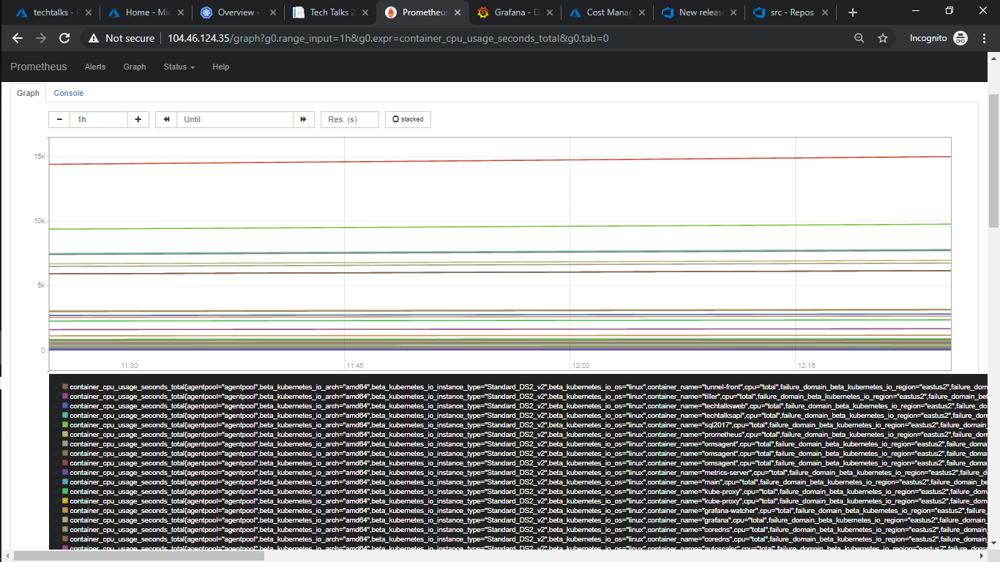 techtalks - L
Home - Mic
Overview - 
Tech Talks 2
Prometheus
Grafana - D
Cost Manag
New releas
src - Repos
Not secure
104.46.124.35/graph?g0.range_input=1h&g0.expr=container_cpu_usage_seconds_total&g0.tab=0
Incognito
Prometheus
Alerts
Graph
Status
Help
Graph
Console
1h
Until
Res. (s)
stacked
15k
10k
5k
0
11:30
11:45
12:00
12:15
container_cpu_usage_seconds_total{agentpool="agentpool",beta_kubernetes_io_arch="amd64",beta_kubernetes_io_instance_type="Standard_DS2_v2",beta_kubernetes_io_os="linux",container_name="tunnel-front",cpu="total",failure_domain_beta_kubernetes_io_region="eastus2",failure_dom
container_cpu_usage_seconds_total{agentpool="agentpool",beta_kubernetes_io_arch="amd64",beta_kubernetes_io_instance_type="Standard_DS2_v2",beta_kubernetes_io_os="linux",container_name="tiller",cpu="total",failure_domain_beta_kubernetes_io_region="eastus2",failure_domain_bet
container_cpu_usage_seconds_total{agentpool="agentpool",beta_kubernetes_io_arch="amd64",beta_kubernetes_io_instance_type="Standard_DS2_v2",beta_kubernetes_io_os="linux",container_name="techtalksweb",cpu="total",failure_domain_beta_kubernetes_io_region="eastus2",failure_do
container_cpu_usage_seconds_total{agentpool="agentpool",beta_kubernetes_io_arch="amd64",beta_kubernetes_io_instance_type="Standard_DS2_v2",beta_kubernetes_io_os="linux",container_name="techtalksapi",cpu="total",failure_domain_beta_kubernetes_io_region="eastus2",failure_dom
container_cpu_usage_seconds_total{agentpool="agentpool",beta_kubernetes_io_arch="amd64",beta_kubernetes_io_instance_type="Standard_DS2_v2",beta_kubernetes_io_os="linux",container_name="sql2017",cpu="total",failure_domain_beta_kubernetes_io_region="eastus2",failure_domain_
container_cpu_usage_seconds_total{agentpool="agentpool",beta_kubernetes_io_arch="amd64",beta_kubernetes_io_instance_type="Standard_DS2_v2",beta_kubernetes_io_os="linux",container_name="prometheus",cpu="total",failure_domain_beta_kubernetes_io_region="eastus2",failure_dom
container_cpu_usage_seconds_total{agentpool="agentpool",beta_kubernetes_io_arch="amd64",beta_kubernetes_io_instance_type="Standard_DS2_v2",beta_kubernetes_io_os="linux",container_name="omsagent",cpu="total",failure_domain_beta_kubernetes_io_region="eastus2",failure_doma
container_cpu_usage_seconds_total{agentpool="agentpool",beta_kubernetes_io_arch="amd64",beta_kubernetes_io_instance_type="Standard_DS2_v2",beta_kubernetes_io_os="linux",container_name="omsagent",cpu="total",failure_domain_beta_kubernetes_io_region="eastus2",failure_doma
container_cpu_usage_seconds_total{agentpool="agentpool",beta_kubernetes_io_arch="amd64",beta_kubernetes_io_instance_type="Standard_DS2_v2",beta_kubernetes_io_os="linux",container_name="omsagent",cpu="total",failure_domain_beta_kubernetes_io_region="eastus2",failure_doma
container_cpu_usage_seconds_total{agentpool="agentpool",beta_kubernetes_io_arch="amd64",beta_kubernetes_io_instance_type="Standard_DS2_v2",beta_kubernetes_io_os="linux",container_name="metrics-server",cpu="total",failure_domain_beta_kubernetes_io_region="eastus2",failure_d
container_cpu_usage_seconds_total{agentpool="agentpool",beta_kubernetes_io_arch="amd64",beta_kubernetes_io_instance_type="Standard_DS2_v2",beta_kubernetes_io_os="linux",container_name="main",cpu="total",failure_domain_beta_kubernetes_io_region="eastus2",failure_domain_be
container_cpu_usage_seconds_total{agentpool="agentpool",beta_kubernetes_io_arch="amd64",beta_kubernetes_io_instance_type="Standard_DS2_v2",beta_kubernetes_io_os="linux",container_name="kube-proxy",cpu="total",failure_domain_beta_kubernetes_io_region="eastus2",failure_dom
container_cpu_usage_seconds_total{agentpool="agentpool",beta_kubernetes_io_arch="amd64",beta_kubernetes_io_instance_type="Standard_DS2_v2",beta_kubernetes_io_os="linux",container_name="kube-proxy",cpu="total",failure_domain_beta_kubernetes_io_region="eastus2",failure_dom
container_cpu_usage_seconds_total{agentpool="agentpool",beta_kubernetes_io_arch="amd64",beta_kubernetes_io_instance_type="Standard_DS2_v2",beta_kubernetes_io_os="linux",container_name="grafana-watcher",cpu="total",failure_domain_beta_kubernetes_io_region="eastus2",failure_
container_cpu_usage_seconds_total{agentpool="agentpool",beta_kubernetes_io_arch="amd64",beta_kubernetes_io_instance_type="Standard_DS2_v2",beta_kubernetes_io_os="linux",container_name="grafana",cpu="total",failure_domain_beta_kubernetes_io_region="eastus2",failure_domain_
container_cpu_usage_seconds_total{agentpool="agentpool",beta_kubernetes_io_arch="amd64",beta_kubernetes_io_instance_type="Standard_DS2_v2",beta_kubernetes_io_os="linux",container_name="coredns",cpu="total",failure_domain_beta_kubernetes_io_region="eastus2",failure_domain
container_cpu_usage_seconds_total{agentpool="agentpool",beta_kubernetes_io_arch="amd64",beta_kubernetes_io_instance_type="Standard_DS2_v2",beta_kubernetes_io_os="linux",container_name="coredns",cpu="total",failure_domain_beta_kubernetes_io_region="eastus2",failure_domain
container_cpu_usage_seconds_total{agentpool="agentpool",beta_kubernetes_io_arch="amd64",beta_kubernetes_io_instance_type="Standard_DS2_v2",beta_kubernetes_io_os="linux",container_name="autoscaler",cpu="total",failure_domain_beta_kubernetes_io_region="eastus2",failure_dom